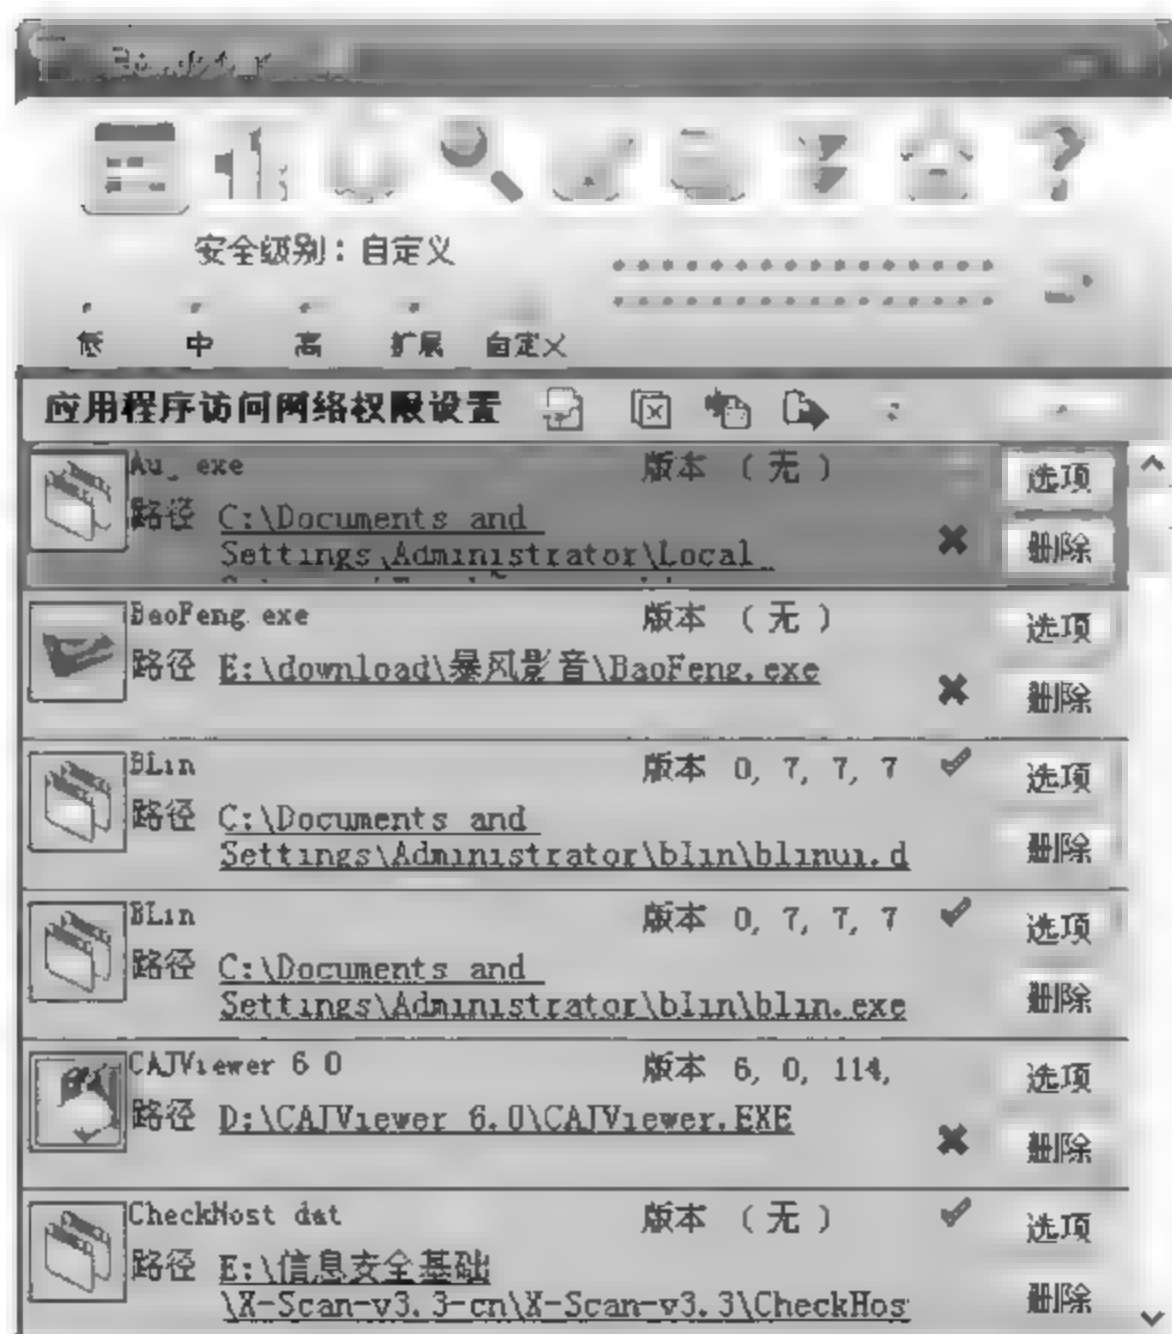 安全级别：自定义
低 中 高 扩展 自定义
应用程序访问网络权限设置
Au_ exe 版本 （无） 选项
路径 C:\Documents and
Settings\Administrator\Local 删除
BaoFeng exe 版本 （无） 选项
路径 E:\download\暴风影音\BaoFeng.exe 删除
BLin 版本 0, 7, 7, 7 选项
路径 C:\Documents and
Settings\Administrator\blin\blinui.d 删除
BLin 版本 0, 7, 7, 7 选项
路径 C:\Documents and
Settings\Administrator\blin\blin.exe 删除
CAJViewer 6 0 版本 6, 0, 114, 选项
路径 D:\CAJViewer 6.0\CAJViewer.EXE 删除
CheckHost dat 版本 （无） 选项
路径 E:\信息安全基础
\X-Scan-v3.3-cn\X-Scan-v3.3\CheckHos 删除